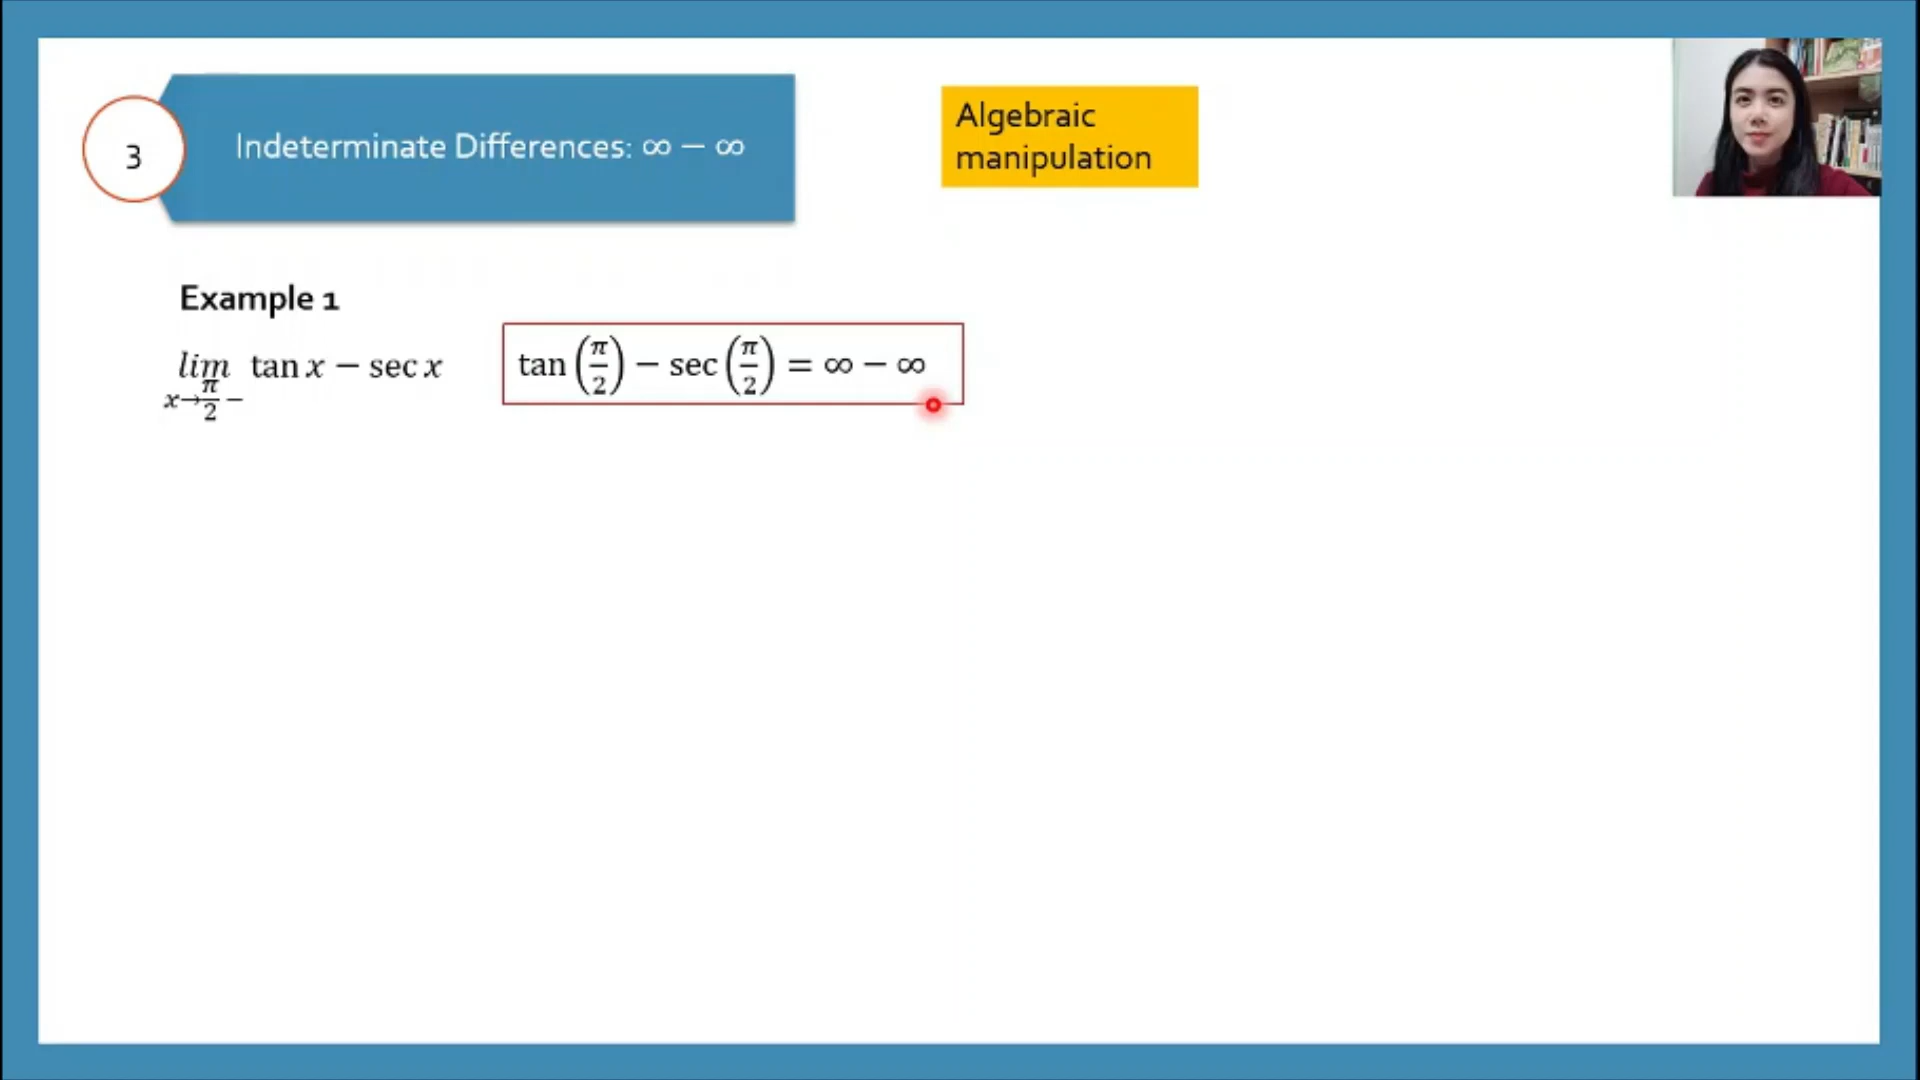 3
Indeterminate Differences: ∞ − ∞
Algebraic
manipulation
Example 1
lim x→π/2− tan x − sec x
tan(π/2) − sec(π/2) = ∞ − ∞